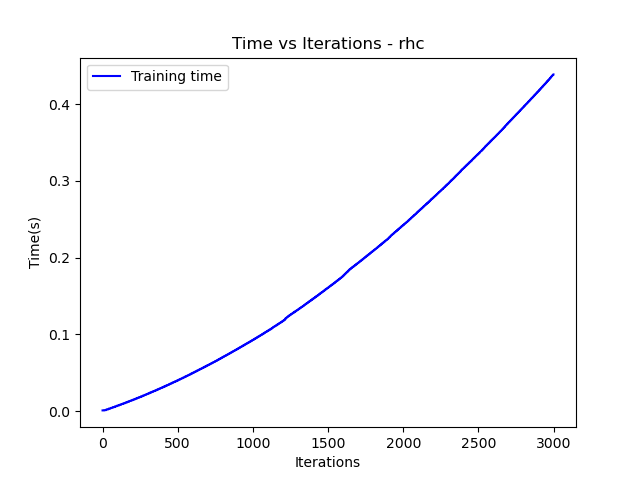 Time vs Iterations - rhc
Training time
Time(s)
0.4
0.3
0.2
0.1
0.0
0 500 1000 1500 2000 2500 3000
Iterations